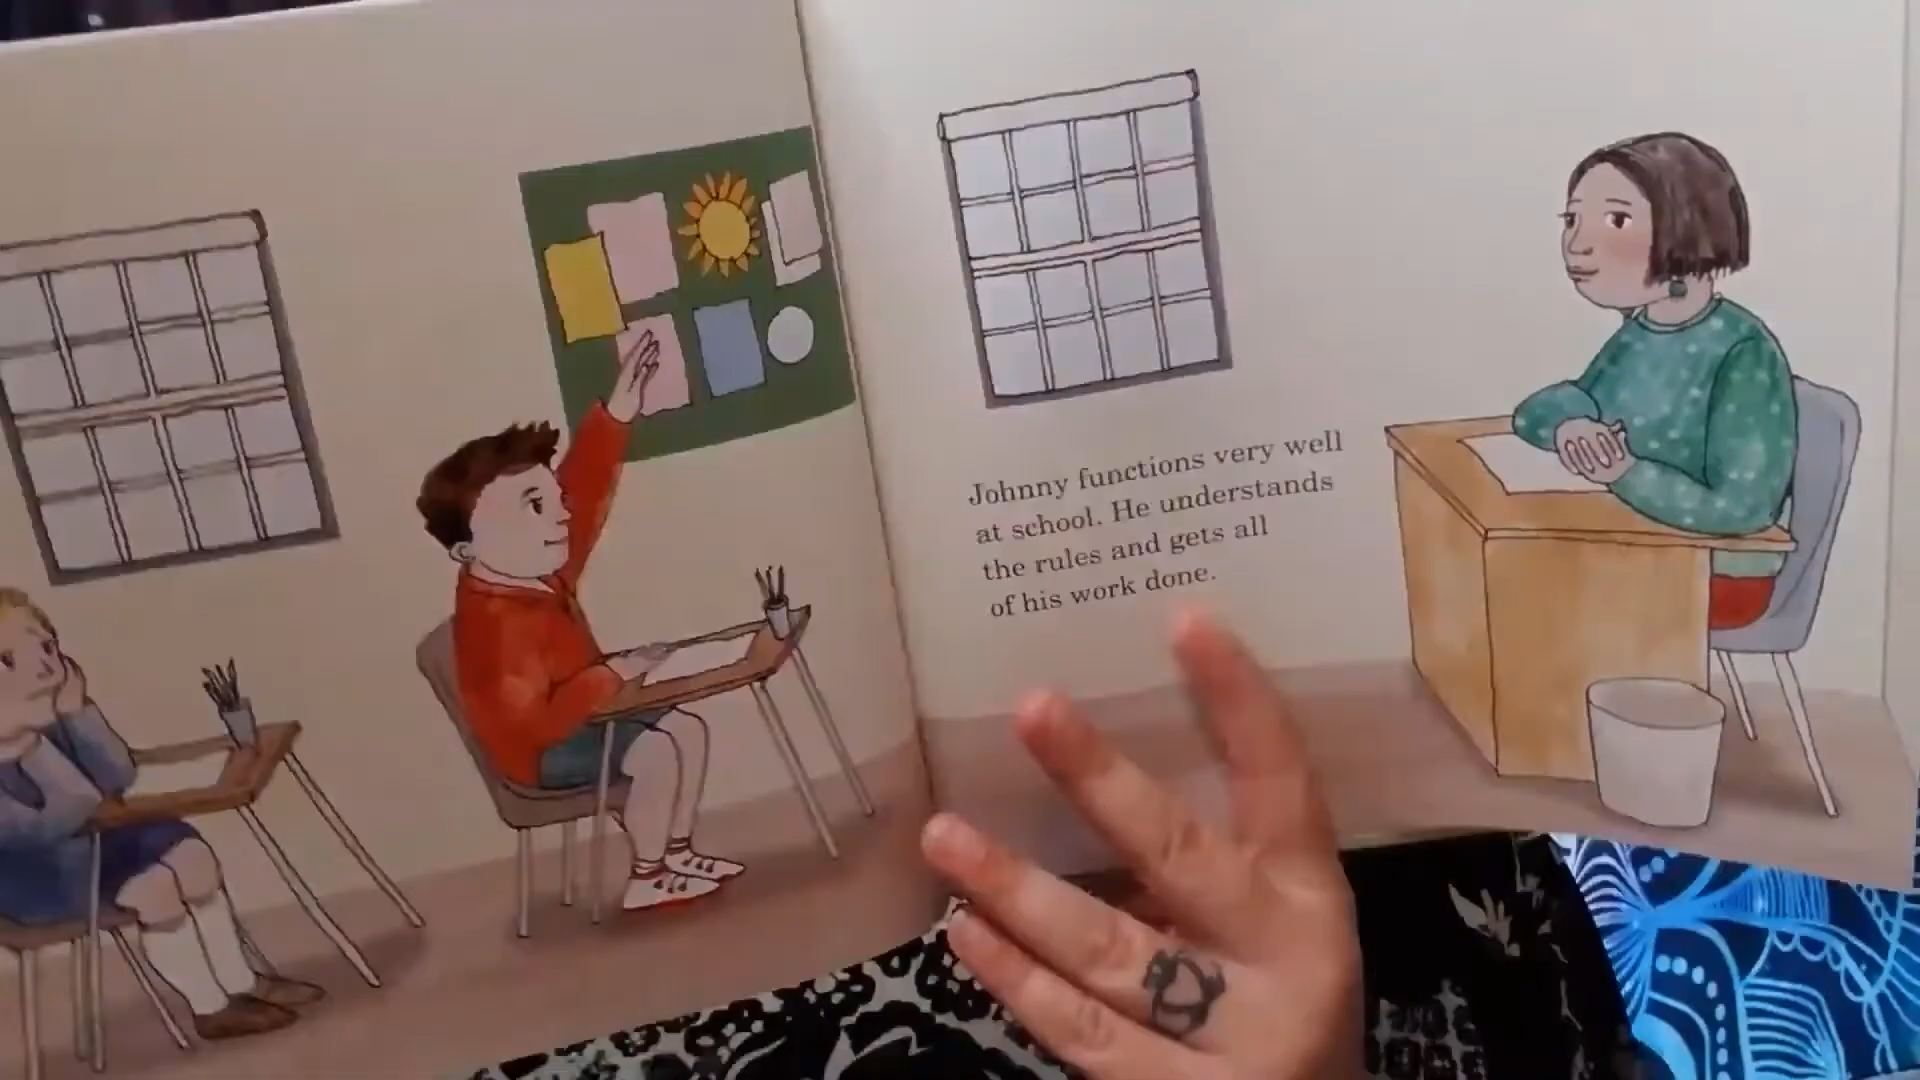 Johnny functions very well
at school. He understands
the rules and gets all
of his work done.